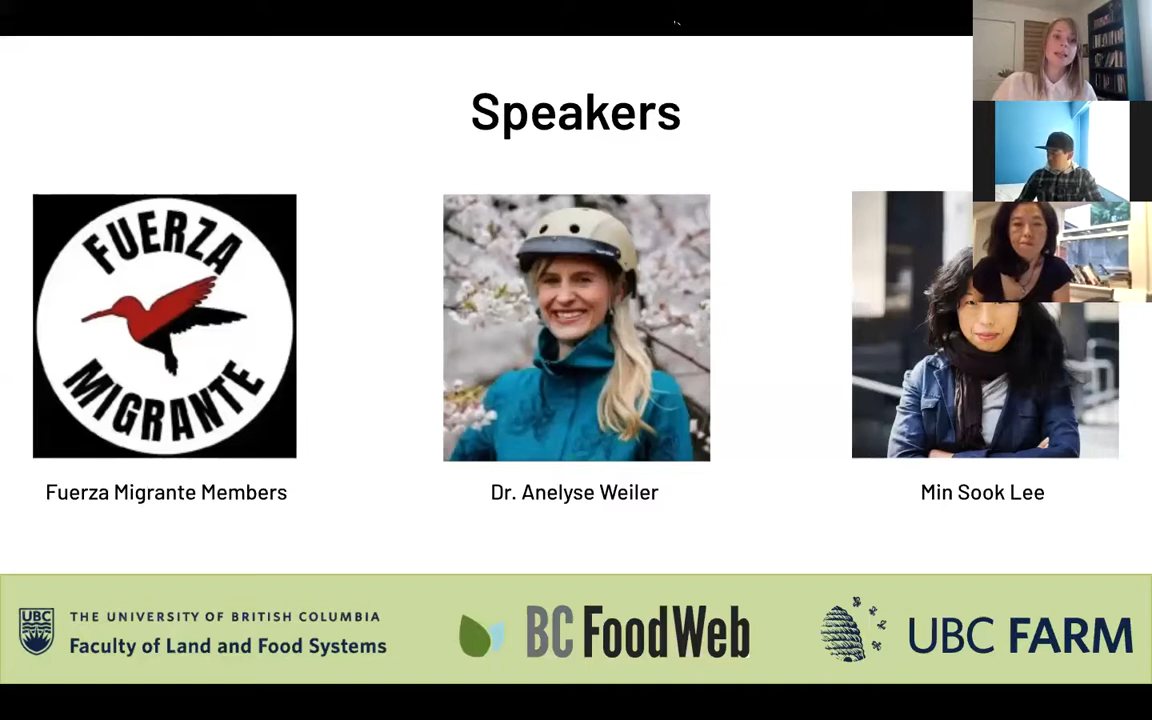 Speakers
FUERZA
MIGRANTE
Fuerza Migrante Members
Dr. Anelyse Weiler
Min Sook Lee
UBC
THE UNIVERSITY OF BRITISH COLUMBIA
Faculty of Land and Food Systems
BC FoodWeb
UBC FARM